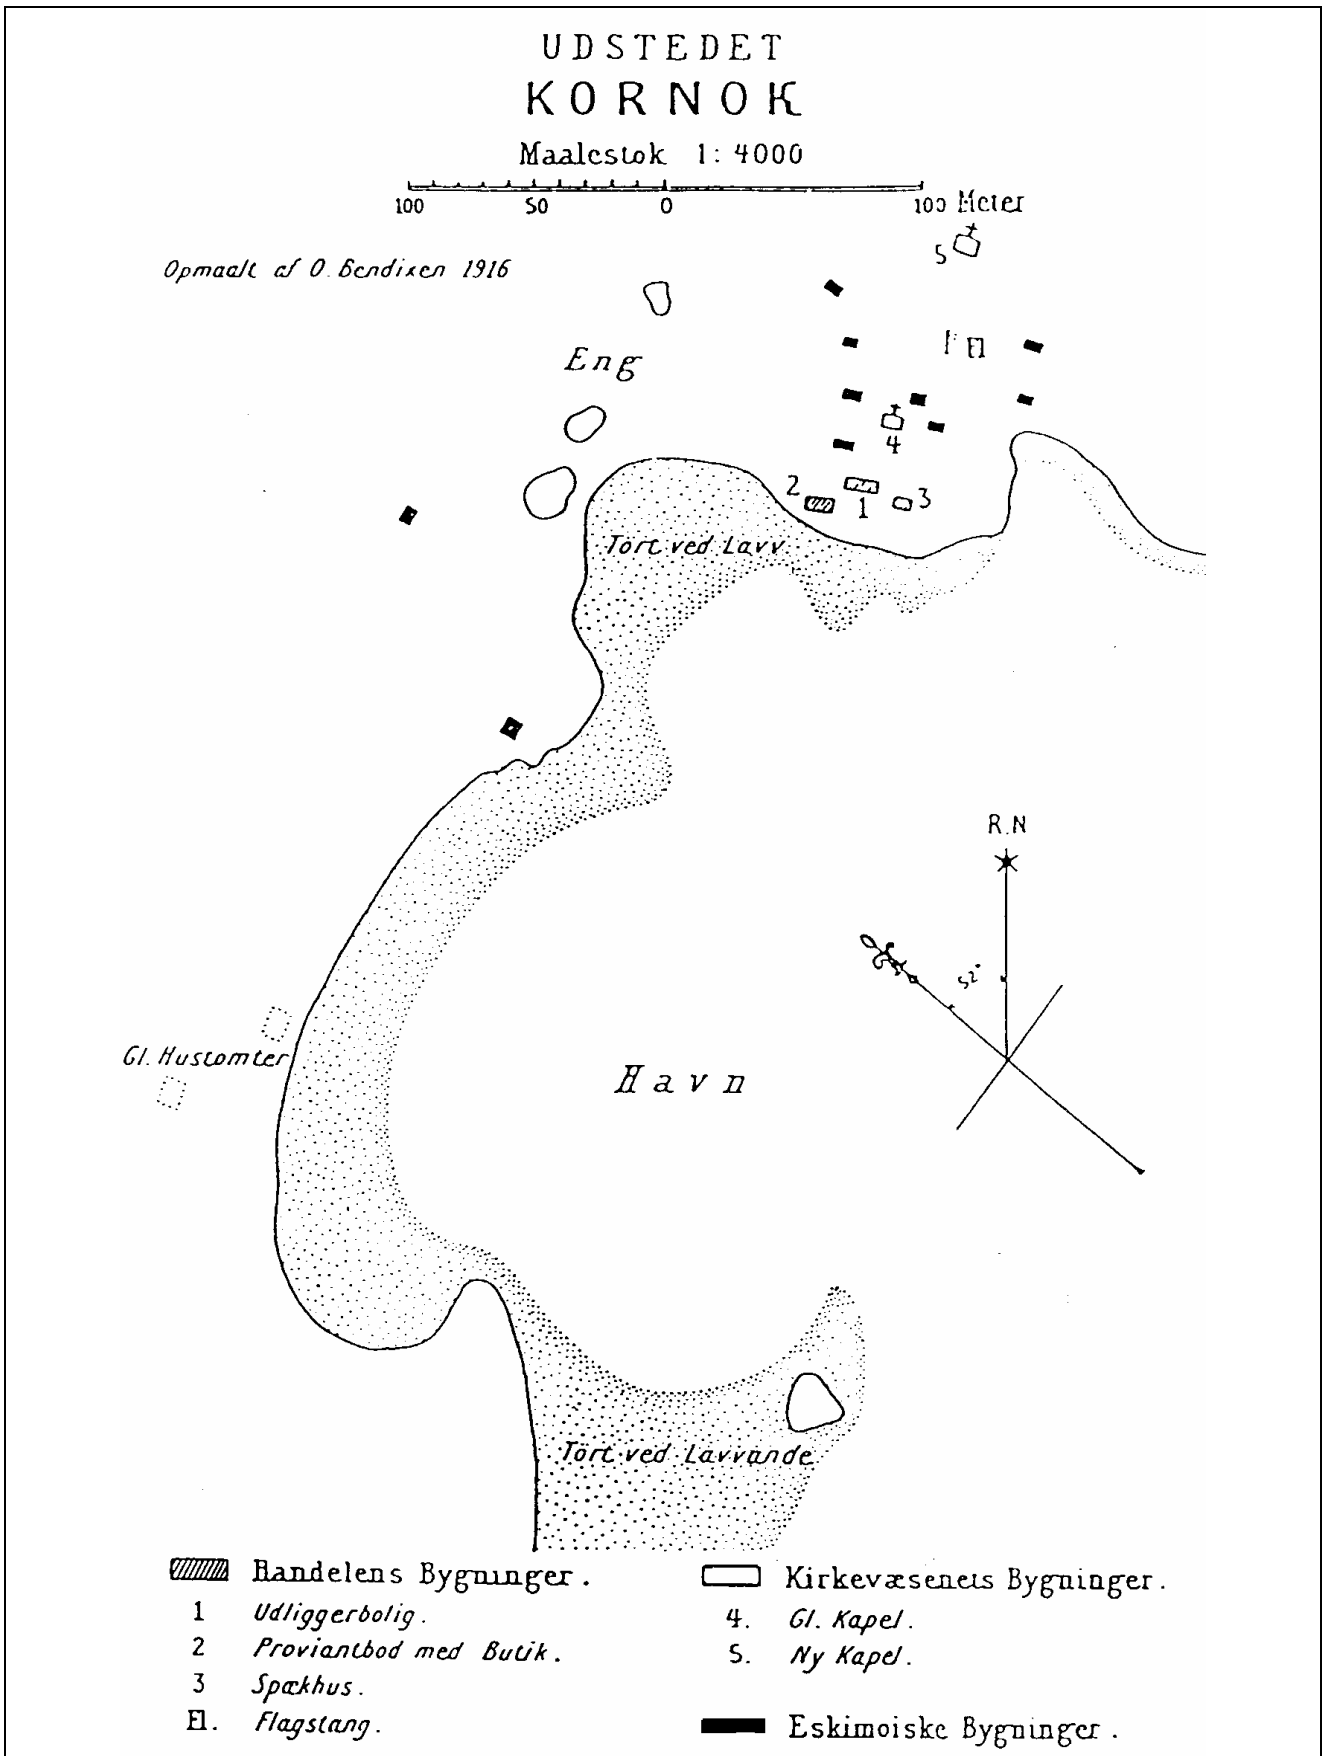 UDSTEDET
KORNOK
Maalestok 1:4000
100 50 0 100 Meter
5
Opmaalt af O. Bendixen 1916
Eng
Fl
4
2
1
3
Tört ved Lavv.
R.N
52°
Gl. Hustomter
Havn
Tört ved Lavvande
Handelens Bygninger.
1 Udliggerbolig.
2 Proviantbod med Butik.
3 Spækhus.
Fl. Flagstang.
Kirkevæsenets Bygninger.
4. Gl. Kapel.
5. Ny Kapel.
Eskimoiske Bygninger.